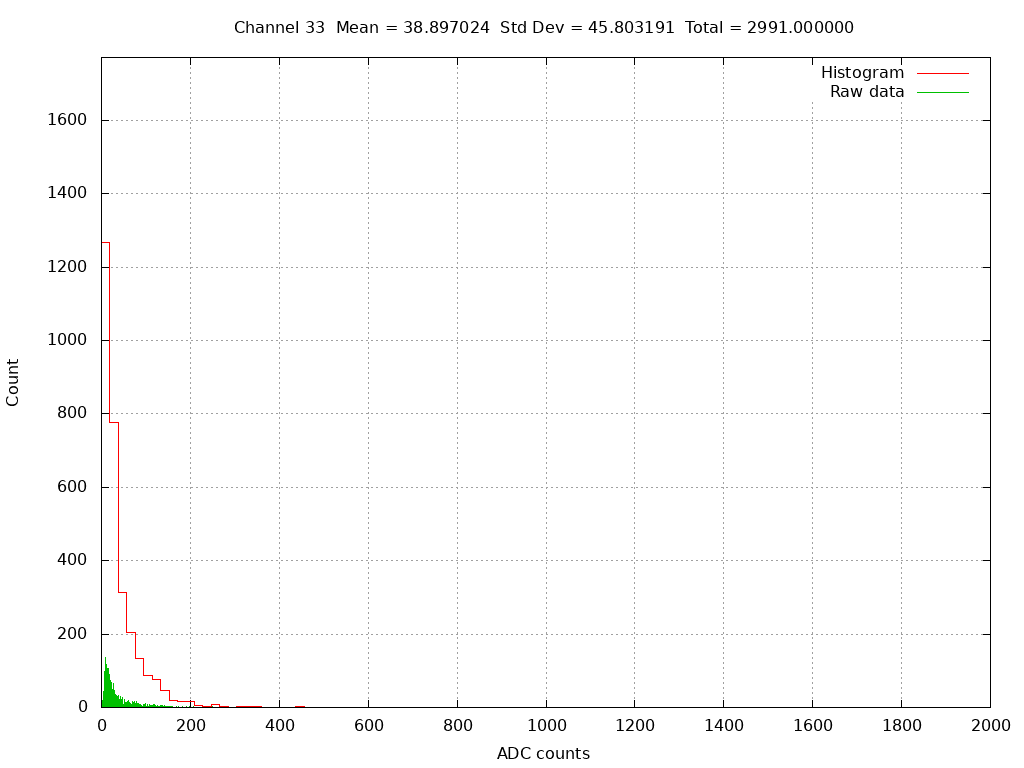 Channel 33  Mean = 38.897024  Std Dev = 45.803191  Total = 2991.000000
Histogram
Raw data
1600
1400
1200
1000
800
600
400
200
0
Count
0 200 400 600 800 1000 1200 1400 1600 1800 2000
ADC counts